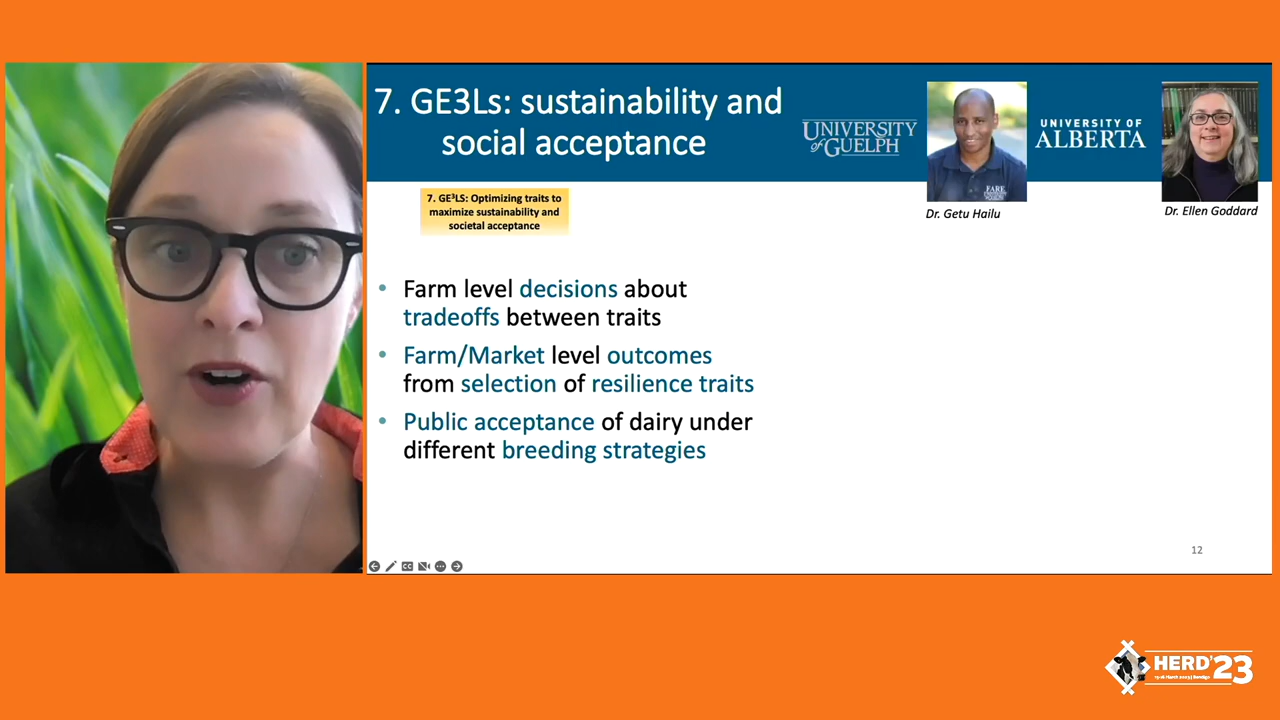 7. GE3Ls: sustainability and
social acceptance
UNIVERSITY
of GUELPH
FARE
UNIVERSITY
OF
ALBERTA
Dr. Getu Hailu
Dr. Ellen Goddard
7. GE³LS: Optimizing traits to
maximize sustainability and
societal acceptance
• Farm level decisions about
tradeoffs between traits
• Farm/Market level outcomes
from selection of resilience traits
• Public acceptance of dairy under
different breeding strategies
12
CC
HERD'23